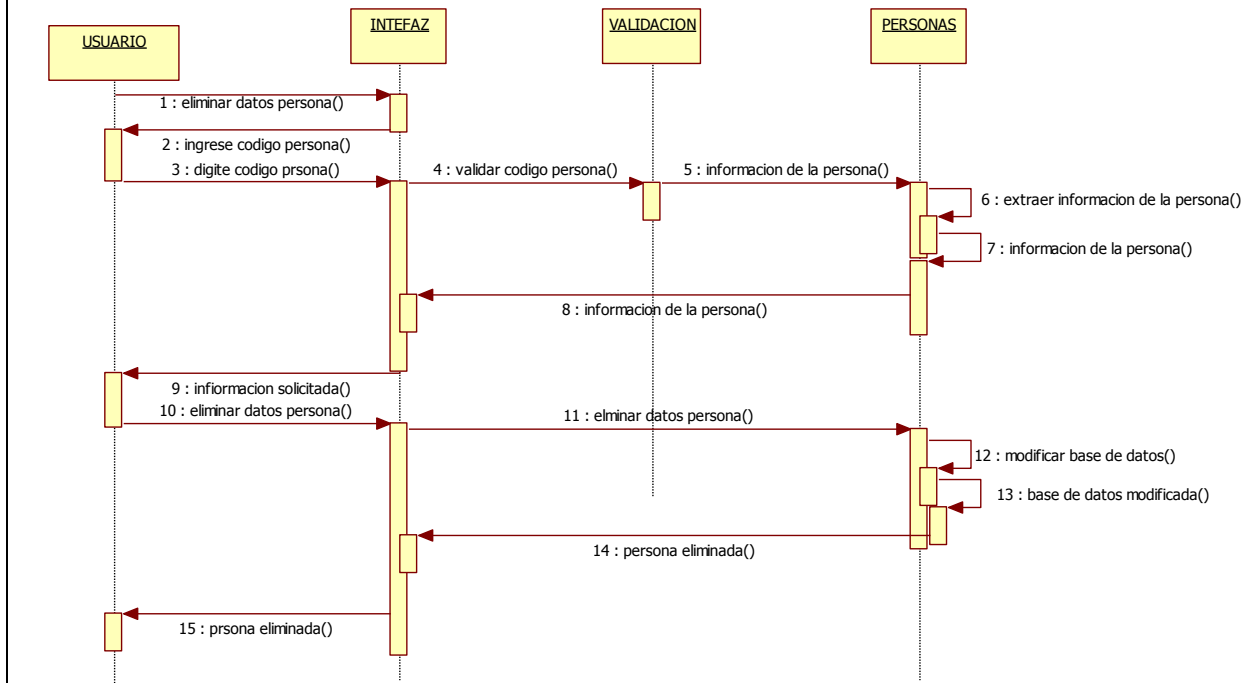 USUARIO
INTEFAZ
VALIDACION
PERSONAS
1 : eliminar datos persona()
2 : ingrese codigo persona()
3 : digite codigo prsona()
4 : validar codigo persona()
5 : informacion de la persona()
6 : extraer informacion de la persona()
7 : informacion de la persona()
8 : informacion de la persona()
9 : infiormacion solicitada()
10 : eliminar datos persona()
11 : elminar datos persona()
12 : modificar base de datos()
13 : base de datos modificada()
14 : persona eliminada()
15 : prsona eliminada()